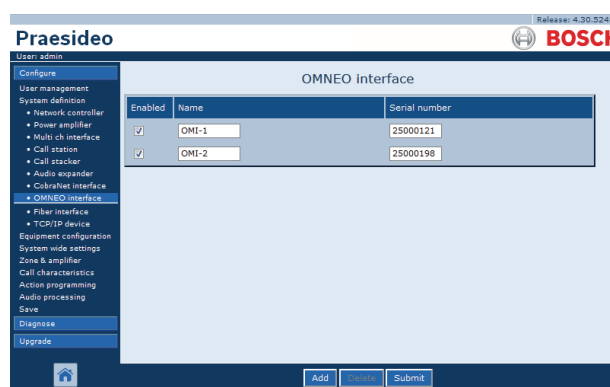 Release: 4.30.524
Praesideo
BOSCH
User: admin
Configure
User management
System definition
• Network controller
• Power amplifier
• Multi ch interface
• Call station
• Call stacker
• Audio expander
• CobraNet interface
• OMNEO interface
• Fiber interface
• TCP/IP device
Equipment configuration
System wide settings
Zone & amplifier
Call characteristics
Action programming
Audio processing
Save
Diagnose
Upgrade
OMNEO interface
Enabled Name Serial number
OMI-1 25000121
OMI-2 25000198
Add Delete Submit